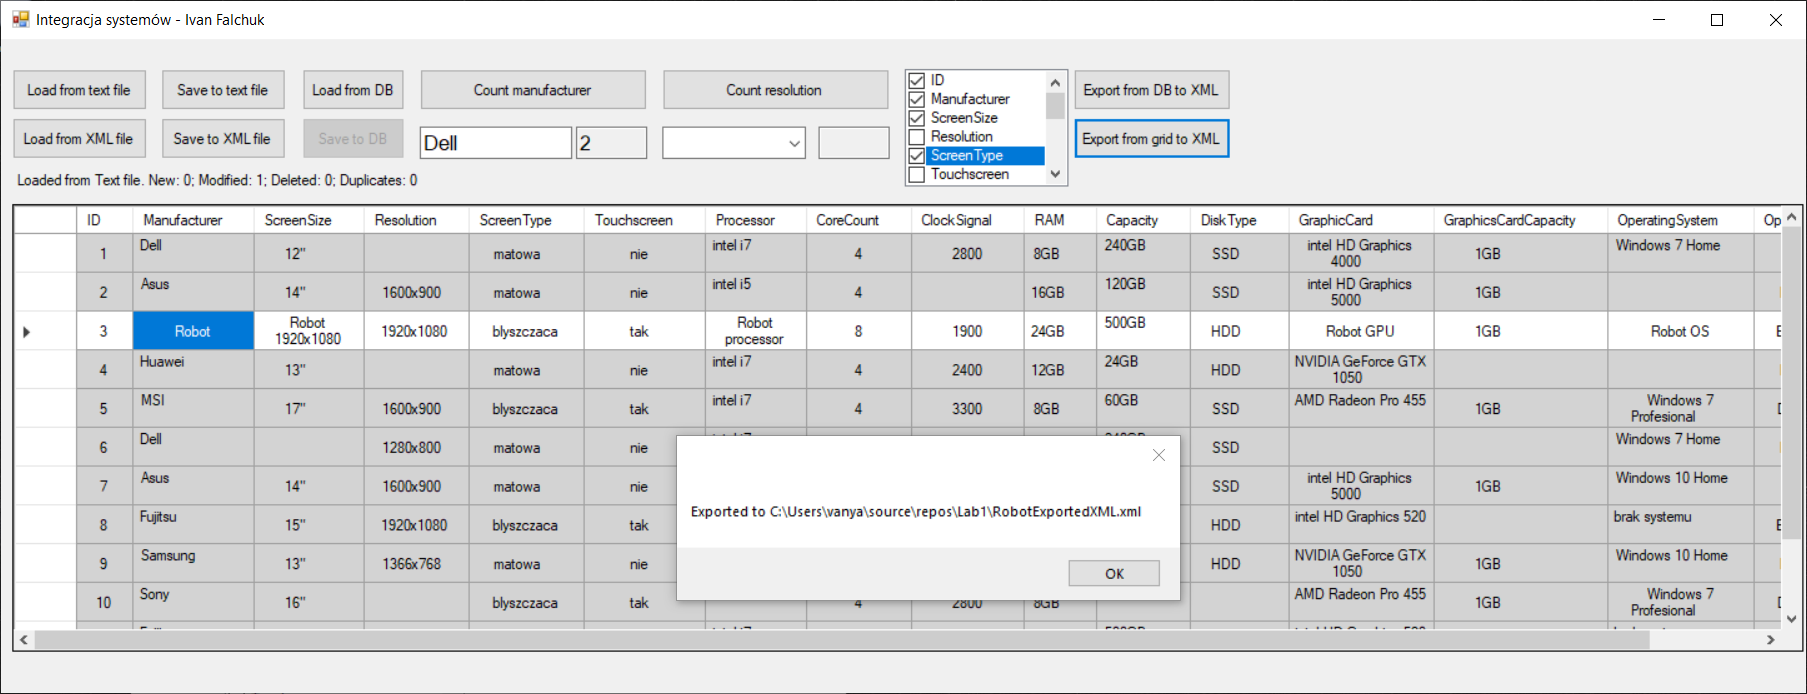 Integracja systemów - Ivan Falchuk
Load from text file Save to text file Load from DB Count manufacturer Count resolution
ID
Manufacturer
ScreenSize
Resolution
ScreenType
Touchscreen
Export from DB to XML
Load from XML file Save to XML file Save to DB Dell 2 Export from grid to XML
Loaded from Text file. New: 0; Modified: 1; Deleted: 0; Duplicates: 0
ID Manufacturer ScreenSize Resolution ScreenType Touchscreen Processor CoreCount ClockSignal RAM Capacity DiskType GraphicCard GraphicsCardCapacity OperatingSystem Op
1 Dell 12" matowa nie intel i7 4 2800 8GB 240GB SSD intel HD Graphics 4000 1GB Windows 7 Home
2 Asus 14" 1600x900 matowa nie intel i5 4 16GB 120GB SSD intel HD Graphics 5000 1GB
3 Robot Robot 1920x1080 1920x1080 blyszczaca tak Robot processor 8 1900 24GB 500GB HDD Robot GPU 1GB Robot OS
4 Huawei 13" matowa nie intel i7 4 2400 12GB 24GB HDD NVIDIA GeForce GTX 1050
5 MSI 17" 1600x900 blyszczaca tak intel i7 4 3300 8GB 60GB SSD AMD Radeon Pro 455 1GB Windows 7 Profesional
6 Dell 1280x800 matowa nie SSD Windows 7 Home
7 Asus 14" 1600x900 matowa nie SSD intel HD Graphics 5000 1GB Windows 10 Home
8 Fujitsu 15" 1920x1080 blyszczaca tak HDD intel HD Graphics 520 brak systemu
9 Samsung 13" 1366x768 matowa nie HDD NVIDIA GeForce GTX 1050 1GB Windows 10 Home
10 Sony 16" blyszczaca tak 4 2800 8GB AMD Radeon Pro 455 1GB Windows 7 Profesional
Exported to C:\Users\vanya\source\repos\Lab1\RobotExportedXML.xml
OK